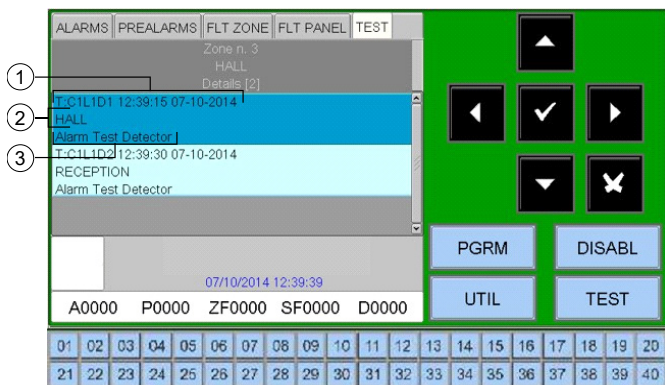 ALARMS PREALARMS FLT ZONE FLT PANEL TEST
Zone n. 3
HALL
Details [2]
1
T:C1L1D1 12:39:15 07-10-2014
2
HALL
Alarm Test Detector
3
T:C1L1D2 12:39:30 07-10-2014
RECEPTION
Alarm Test Detector
07/10/2014 12:39:39
A0000 P0000 ZF0000 SF0000 D0000
PGRM DISABL
UTIL TEST
01 02 03 04 05 06 07 08 09 10 11 12 13 14 15 16 17 18 19 20
21 22 23 24 25 26 27 28 29 30 31 32 33 34 35 36 37 38 39 40